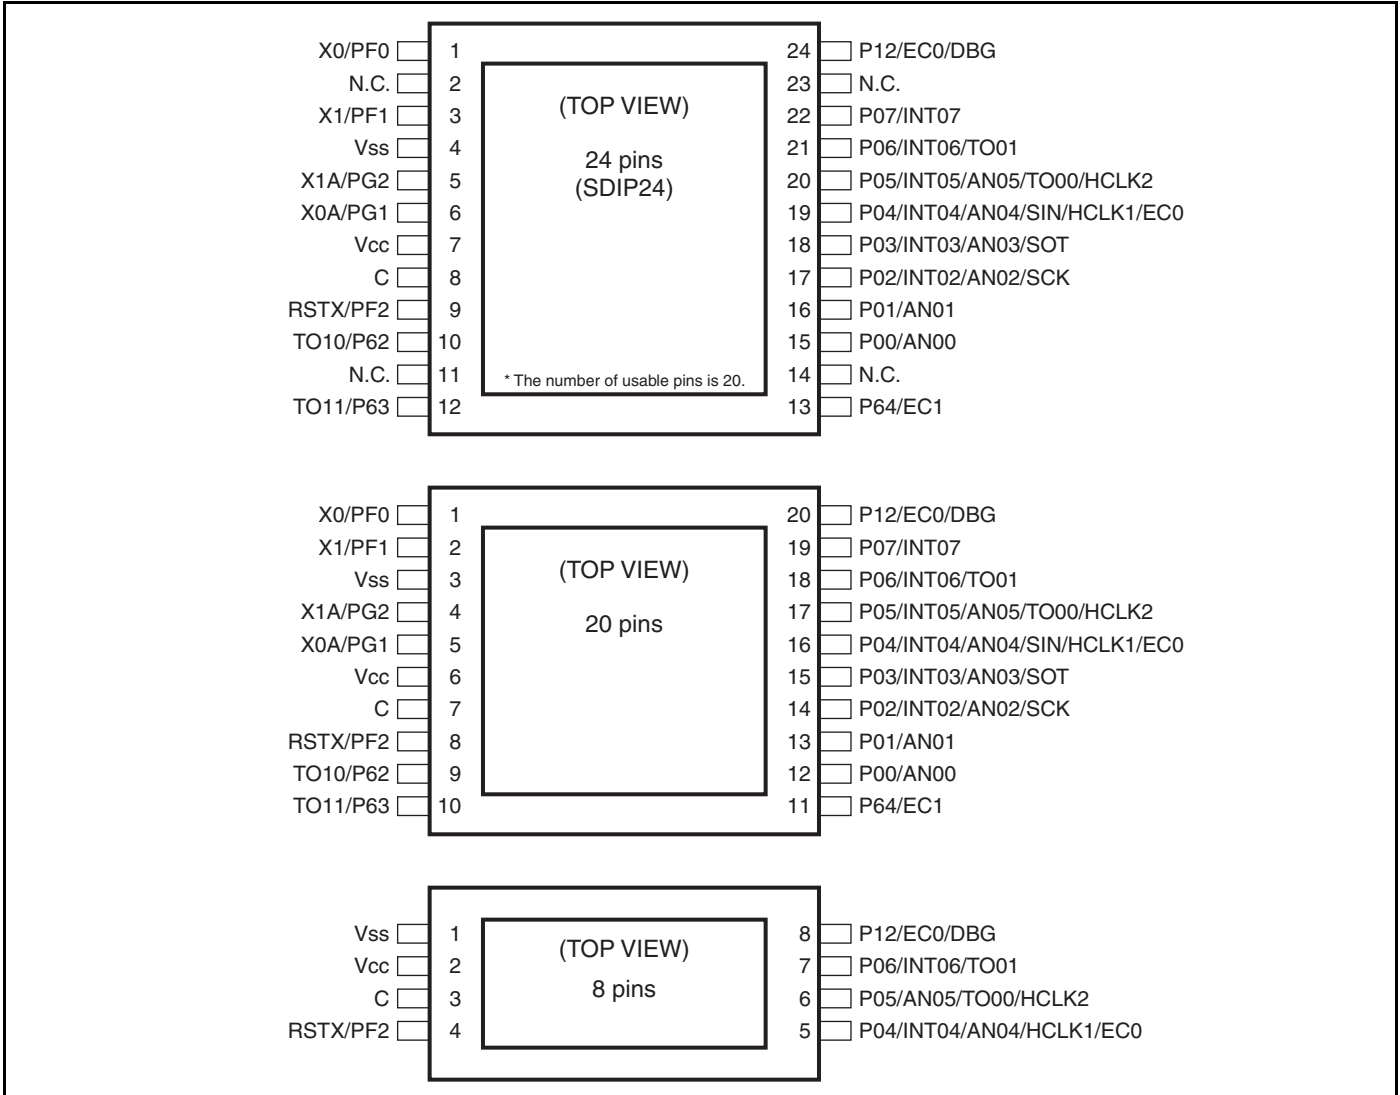 X0/PF0 1 24 P12/EC0/DBG
N.C. 2 23 N.C.
X1/PF1 3 (TOP VIEW) 22 P07/INT07
Vss 4 21 P06/INT06/TO01
24 pins
X1A/PG2 5 (SDIP24) 20 P05/INT05/AN05/TO00/HCLK2
X0A/PG1 6 19 P04/INT04/AN04/SIN/HCLK1/EC0
Vcc 7 18 P03/INT03/AN03/SOT
C 8 17 P02/INT02/AN02/SCK
RSTX/PF2 9 16 P01/AN01
TO10/P62 10 15 P00/AN00
N.C. 11 * The number of usable pins is 20. 14 N.C.
TO11/P63 12 13 P64/EC1
X0/PF0 1 20 P12/EC0/DBG
X1/PF1 2 19 P07/INT07
Vss 3 (TOP VIEW) 18 P06/INT06/TO01
X1A/PG2 4 20 pins 17 P05/INT05/AN05/TO00/HCLK2
X0A/PG1 5 16 P04/INT04/AN04/SIN/HCLK1/EC0
Vcc 6 15 P03/INT03/AN03/SOT
C 7 14 P02/INT02/AN02/SCK
RSTX/PF2 8 13 P01/AN01
TO10/P62 9 12 P00/AN00
TO11/P63 10 11 P64/EC1
Vss 1 (TOP VIEW) 8 P12/EC0/DBG
Vcc 2 7 P06/INT06/TO01
C 3 8 pins 6 P05/AN05/TO00/HCLK2
RSTX/PF2 4 5 P04/INT04/AN04/HCLK1/EC0